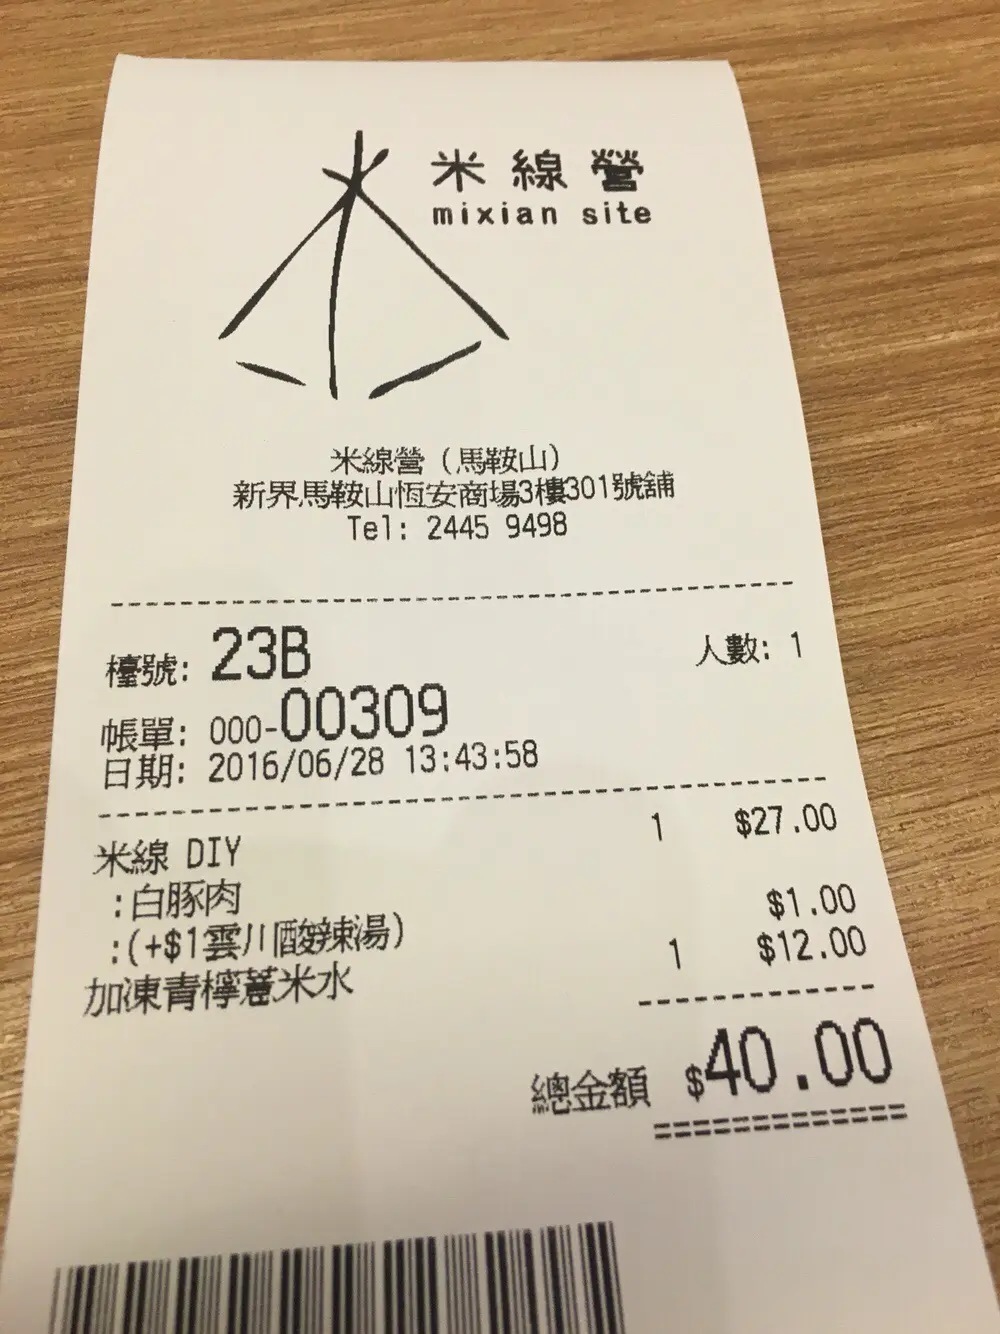 米線營
mixian site
米線營（馬鞍山）
新界馬鞍山恆安商場3樓301號舖
Tel: 2445 9498
檯號: 23B 人數: 1
帳單: 000-00309
日期: 2016/06/28 13:43:58
米線 DIY 1 $27.00
:白豚肉
:(+$1雲川酸辣湯) $1.00
加凍青檸薏米水 1 $12.00
總金額 $40.00